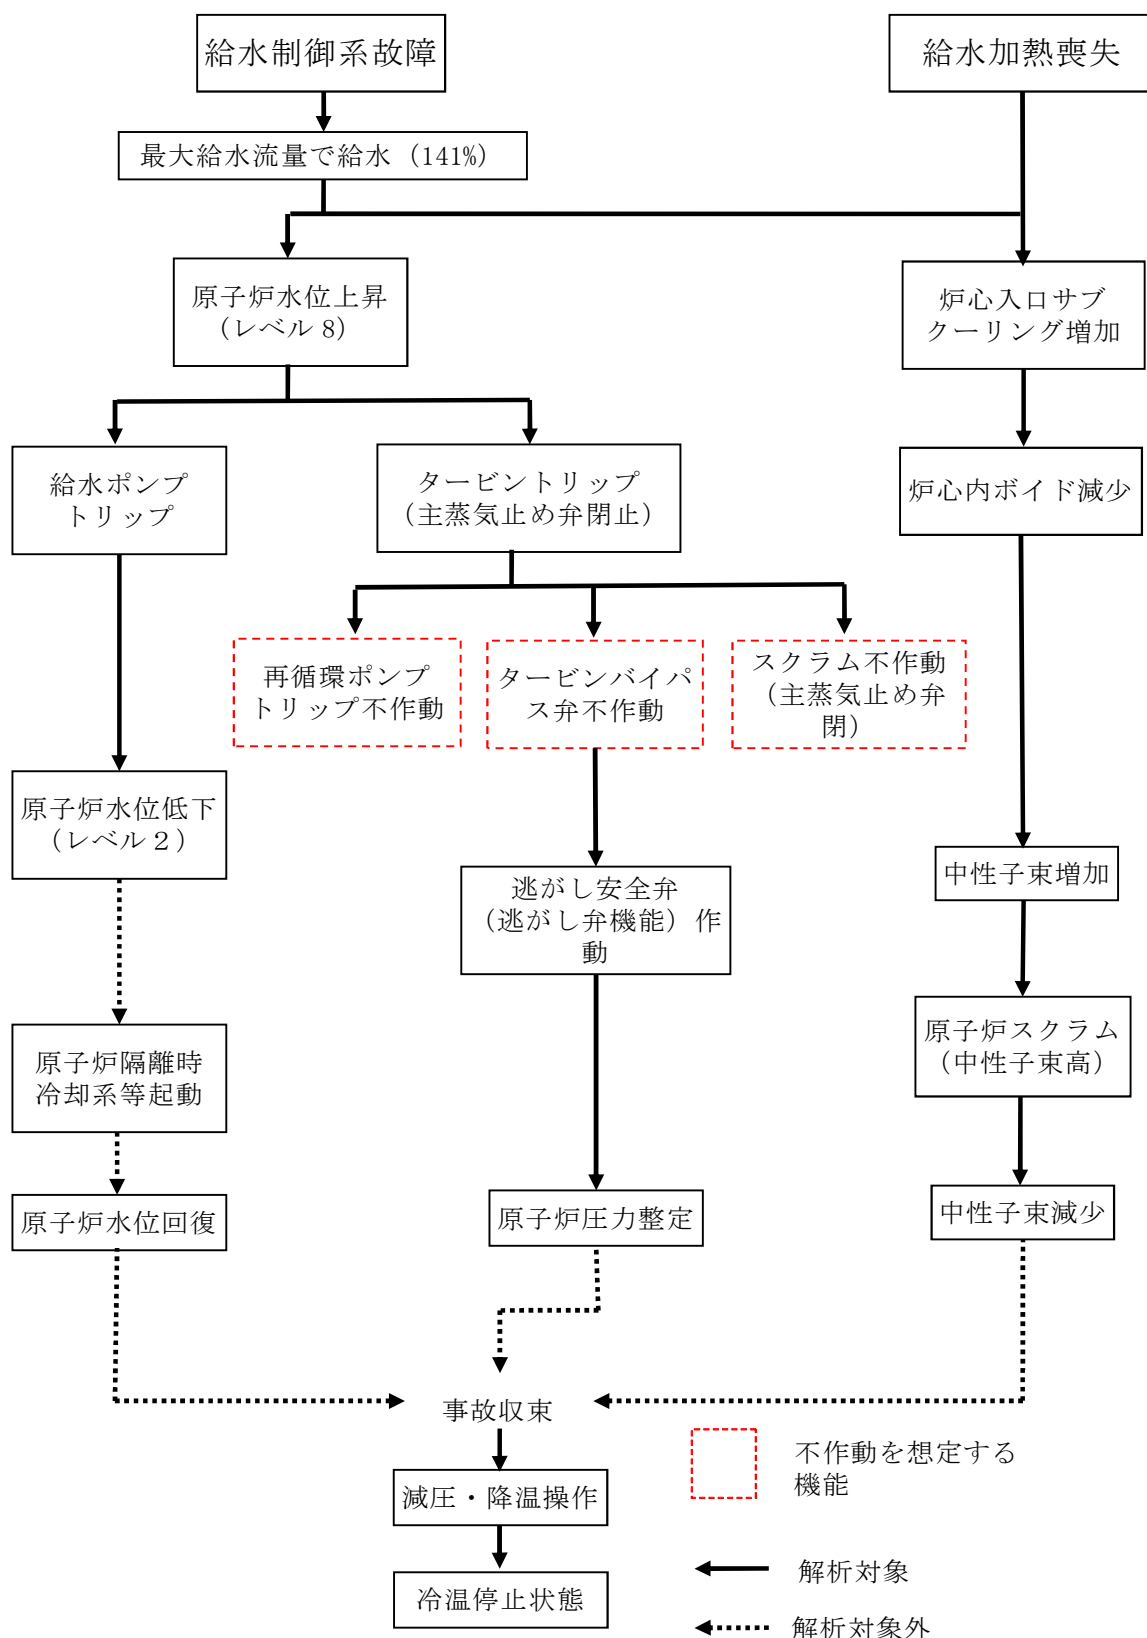 給水制御系故障
給水加熱喪失
最大給水流量で給水（141%）
原子炉水位上昇
（レベル 8）
炉心入口サブ
クーリング増加
給水ポンプ
トリップ
タービントリップ
（主蒸気止め弁閉止）
炉心内ボイド減少
再循環ポンプ
トリップ不作動
タービンバイパ
ス弁不作動
スクラム不作動
（主蒸気止め弁
閉）
原子炉水位低下
（レベル２）
中性子束増加
逃がし安全弁
（逃がし弁機能）作
動
原子炉隔離時
冷却系等起動
原子炉スクラム
（中性子束高）
原子炉水位回復
原子炉圧力整定
中性子束減少
事故収束
減圧・降温操作
冷温停止状態
不作動を想定する
機能
解析対象
解析対象外